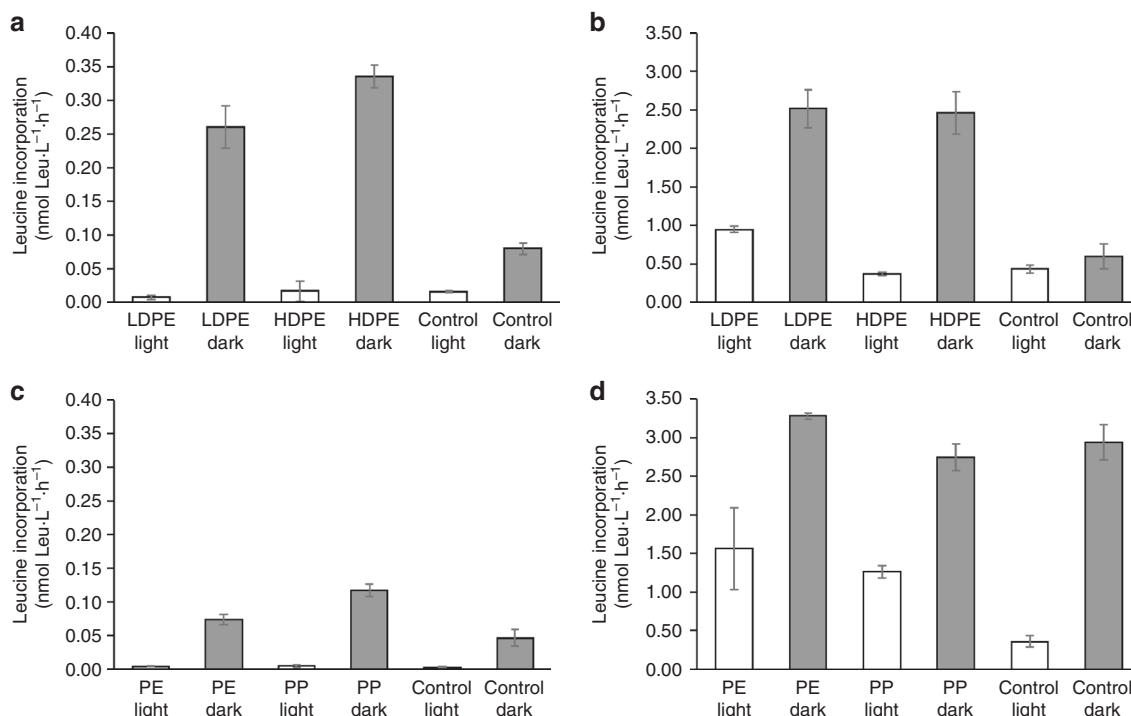 a
Leucine incorporation
(nmol Leu·L⁻¹·h⁻¹)
0.40
0.35
0.30
0.25
0.20
0.15
0.10
0.05
0.00
LDPE light
LDPE dark
HDPE light
HDPE dark
Control light
Control dark
b
Leucine incorporation
(nmol Leu·L⁻¹·h⁻¹)
3.50
3.00
2.50
2.00
1.50
1.00
0.50
0.00
LDPE light
LDPE dark
HDPE light
HDPE dark
Control light
Control dark
c
Leucine incorporation
(nmol Leu·L⁻¹·h⁻¹)
0.40
0.35
0.30
0.25
0.20
0.15
0.10
0.05
0.00
PE light
PE dark
PP light
PP dark
Control light
Control dark
d
Leucine incorporation
(nmol Leu·L⁻¹·h⁻¹)
3.50
3.00
2.50
2.00
1.50
1.00
0.50
0.00
PE light
PE dark
PP light
PP dark
Control light
Control dark